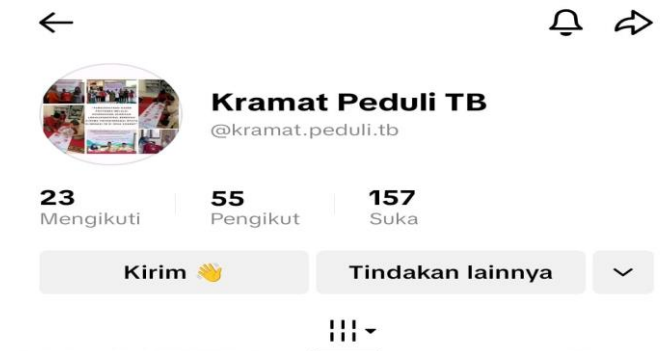 Kramat Peduli TB
@kramat.peduli.tb
23 55 157
Mengikuti Pengikut Suka
Kirim 👋 Tindakan lainnya